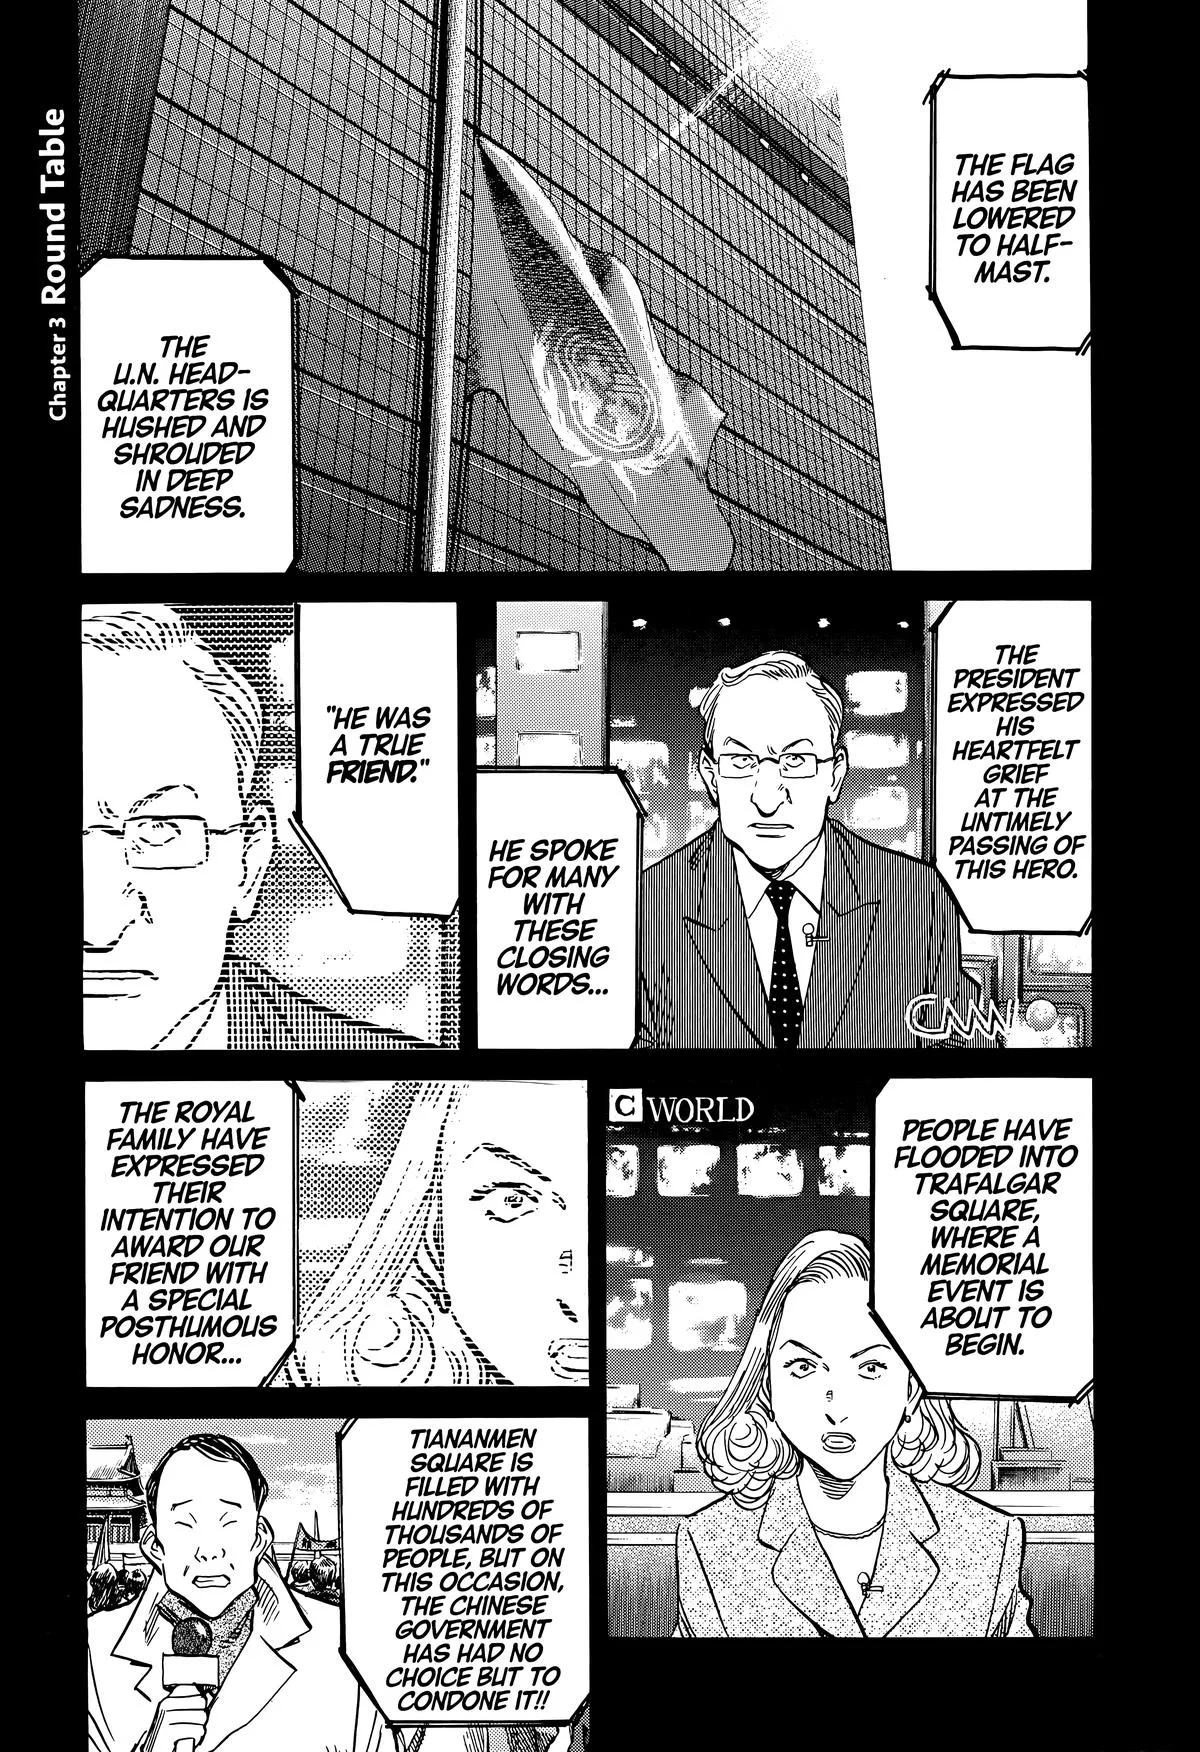 Chapter 3 Round Table
THE FLAG
HAS BEEN
LOWERED
TO HALF-
MAST.
THE
U.N. HEAD-
QUARTERS IS
HUSHED AND
SHROUDED
IN DEEP
SADNESS.
THE
PRESIDENT
EXPRESSED
HIS
HEARTFELT
GRIEF
AT THE
UNTIMELY
PASSING OF
THIS HERO.
HE SPOKE
FOR MANY
WITH
THESE
CLOSING
WORDS...
CNN
"HE WAS
A TRUE
FRIEND."
C WORLD
PEOPLE HAVE
FLOODED INTO
TRAFALGAR
SQUARE,
WHERE A
MEMORIAL
EVENT IS
ABOUT TO
BEGIN.
THE ROYAL
FAMILY HAVE
EXPRESSED
THEIR
INTENTION TO
AWARD OUR
FRIEND WITH
A SPECIAL
POSTHUMOUS
HONOR...
TIANANMEN
SQUARE IS
FILLED WITH
HUNDREDS OF
THOUSANDS OF
PEOPLE, BUT ON
THIS OCCASION,
THE CHINESE
GOVERNMENT
HAS HAD NO
CHOICE BUT TO
CONDONE IT!!